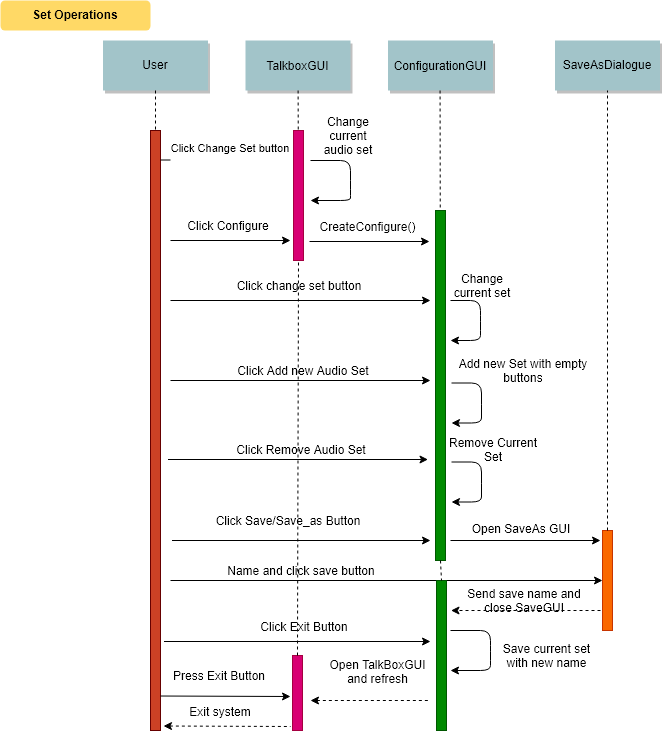 Set Operations
User
TalkboxGUI
ConfigurationGUI
SaveAsDialogue
Change
current
audio set
Click Change Set button
Click Configure
CreateConfigure()
Click change set button
Change
current set
Click Add new Audio Set
Add new Set with empty
buttons
Click Remove Audio Set
Remove Current
Set
Click Save/Save_as Button
Open SaveAs GUI
Name and click save button
Send save name and
close SaveGUI
Click Exit Button
Save current set
with new name
Press Exit Button
Open TalkBoxGUI
and refresh
Exit system